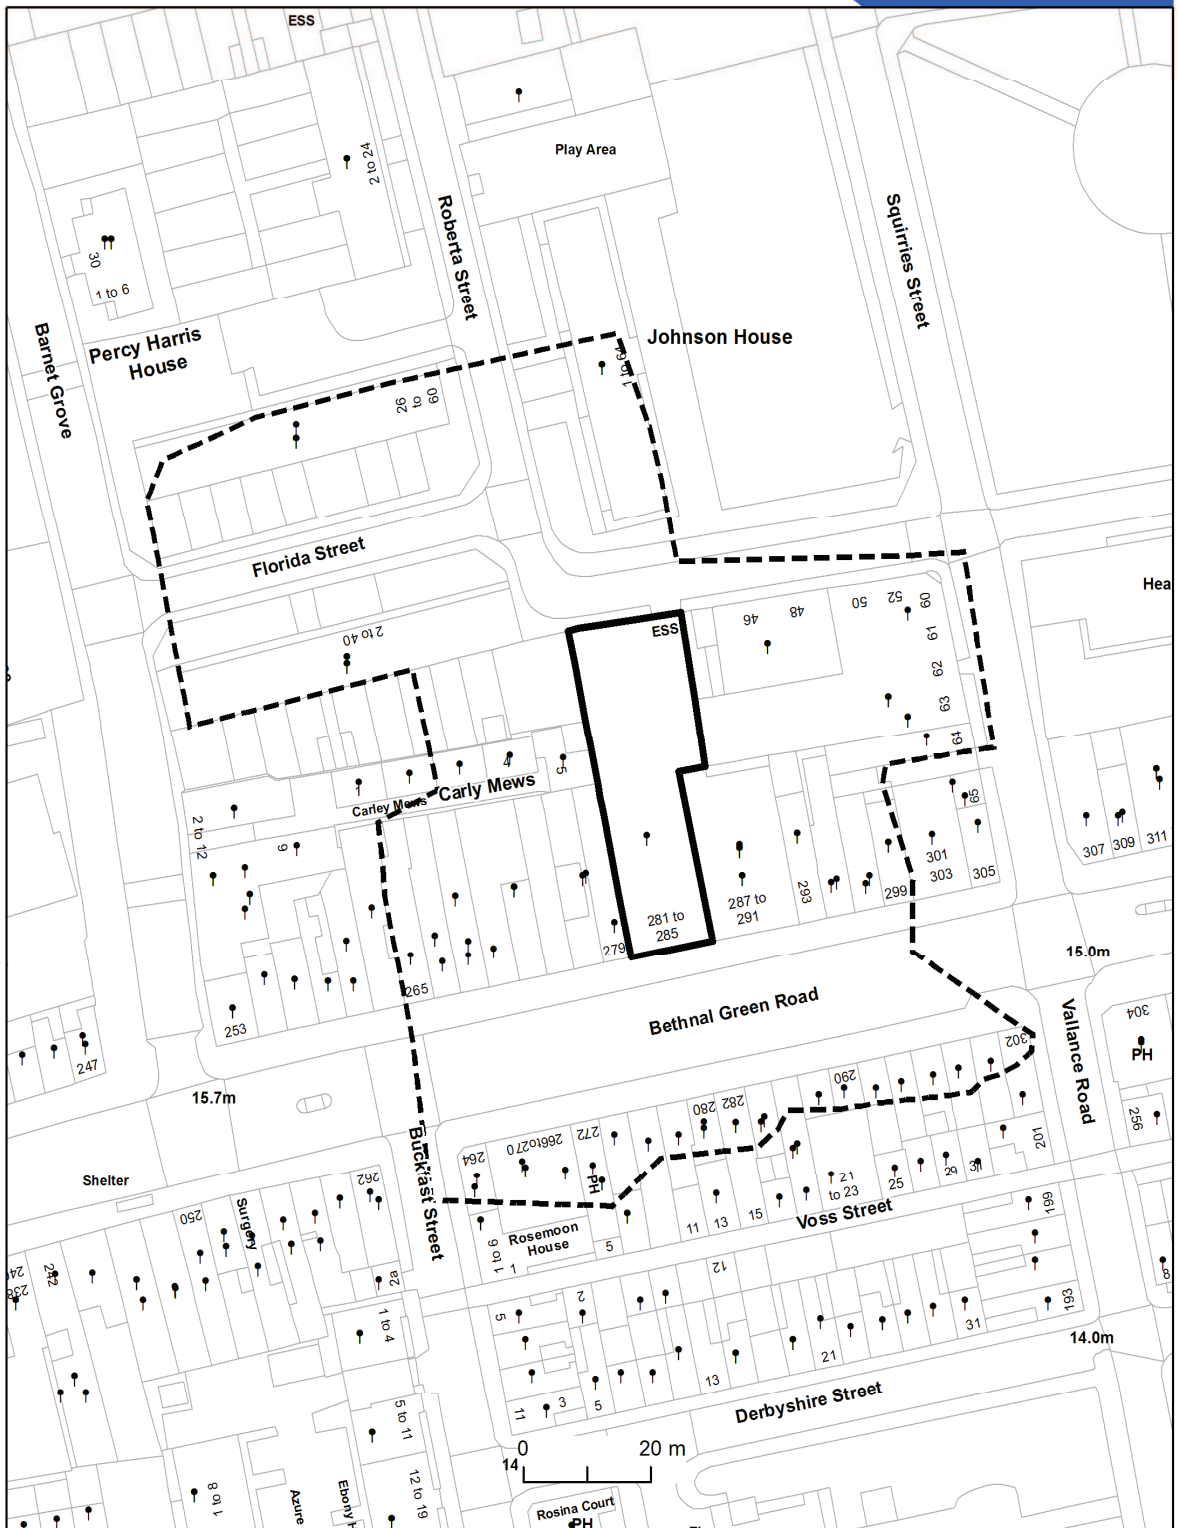 ESS
Play Area
2 to 24
Roberta Street
Squirries Street
30
1 to 6
Barnet Grove
Percy Harris
House
Johnson House
1 to 64
26
to
60
Florida Street
Hea
ESS
46
48
50
52
60
61
62
63
64
2 to 40
4
5
1
Carly Mews
Carley Mews
65
2 to 12
9
307
309
311
301
303
305
299
293
287 to
291
281 to
285
279
265
253
247
15.0m
Bethnal Green Road
Vallance Road
304
PH
302
15.7m
290
282
280
272
266to270
264
256
201
Buckfast Street
PH
Shelter
262
250
Surgery
242
240
238
21
to 23
25
29
31
15
13
11
Voss Street
199
Rosemoon
House
1 to 6
1
5
2a
12
2
5
8
193
1 to 4
31
14.0m
21
13
Derbyshire Street
11
3
5
5 to 11
0
20 m
14
12 to 19
1 to 8
Azure
Ebony H
Rosina Court
PH